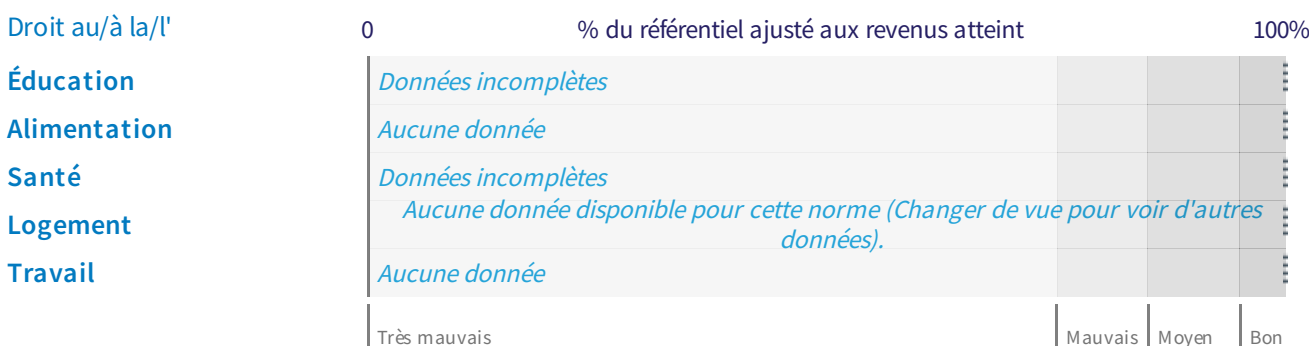 Droit au/à la/l' 0 % du référentiel ajusté aux revenus atteint 100%
Éducation Données incomplètes
Alimentation Aucune donnée
Santé Données incomplètes
Logement Aucune donnée disponible pour cette norme (Changer de vue pour voir d'autres
données).
Travail Aucune donnée
Très mauvais Mauvais Moyen Bon